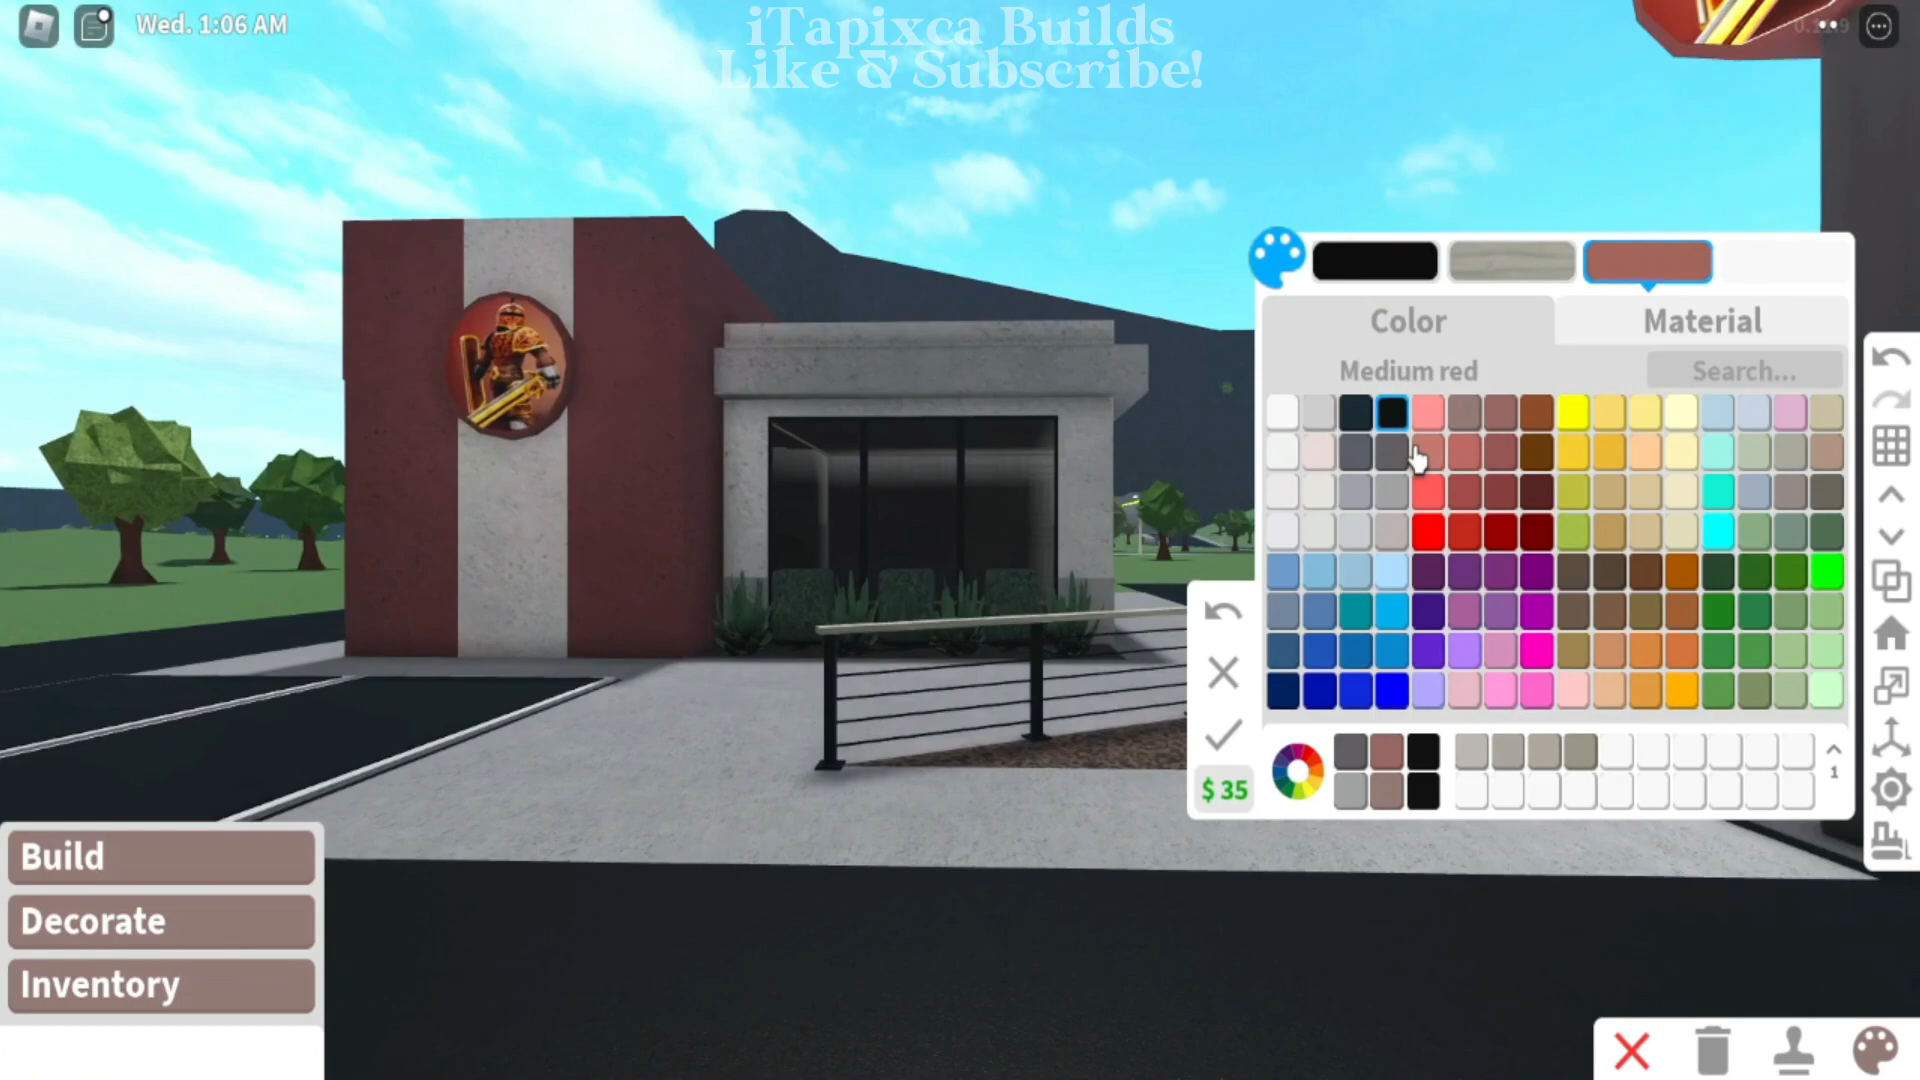 Wed. 1:06 AM
iTapixca Builds
Like & Subscribe!
Color
Material
Medium red
Search...
$ 35
1
Build
Decorate
Inventory